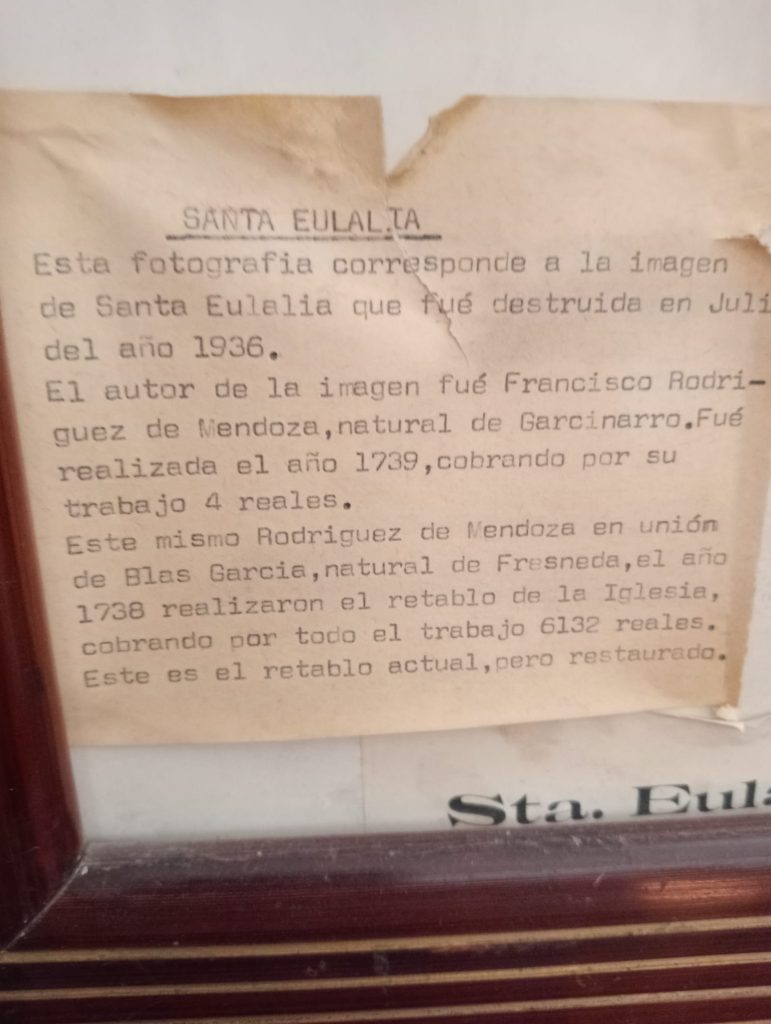 SANTA EULALIA
Esta fotografia corresponde a la imagen
de Santa Eulalia que fué destruida en Juli
del año 1936.
El autor de la imagen fué Francisco Rodri-
guez de Mendoza,natural de Garcinarro.Fué
realizada el año 1739,cobrando por su
trabajo 4 reales.
Este mismo Rodriguez de Mendoza en unión
de Blas Garcia,natural de Fresneda,el año
1738 realizaron el retablo de la Iglesia,
cobrando por todo el trabajo 6132 reales.
Este es el retablo actual,pero restaurado.
Sta. Eula